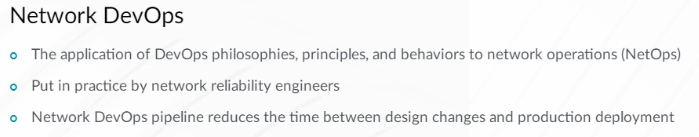 Network DevOps
The application of DevOps philosophies, principles, and behaviors to network operations (NetOps)
Put in practice by network reliability engineers
Network DevOps pipeline reduces the time between design changes and production deployment